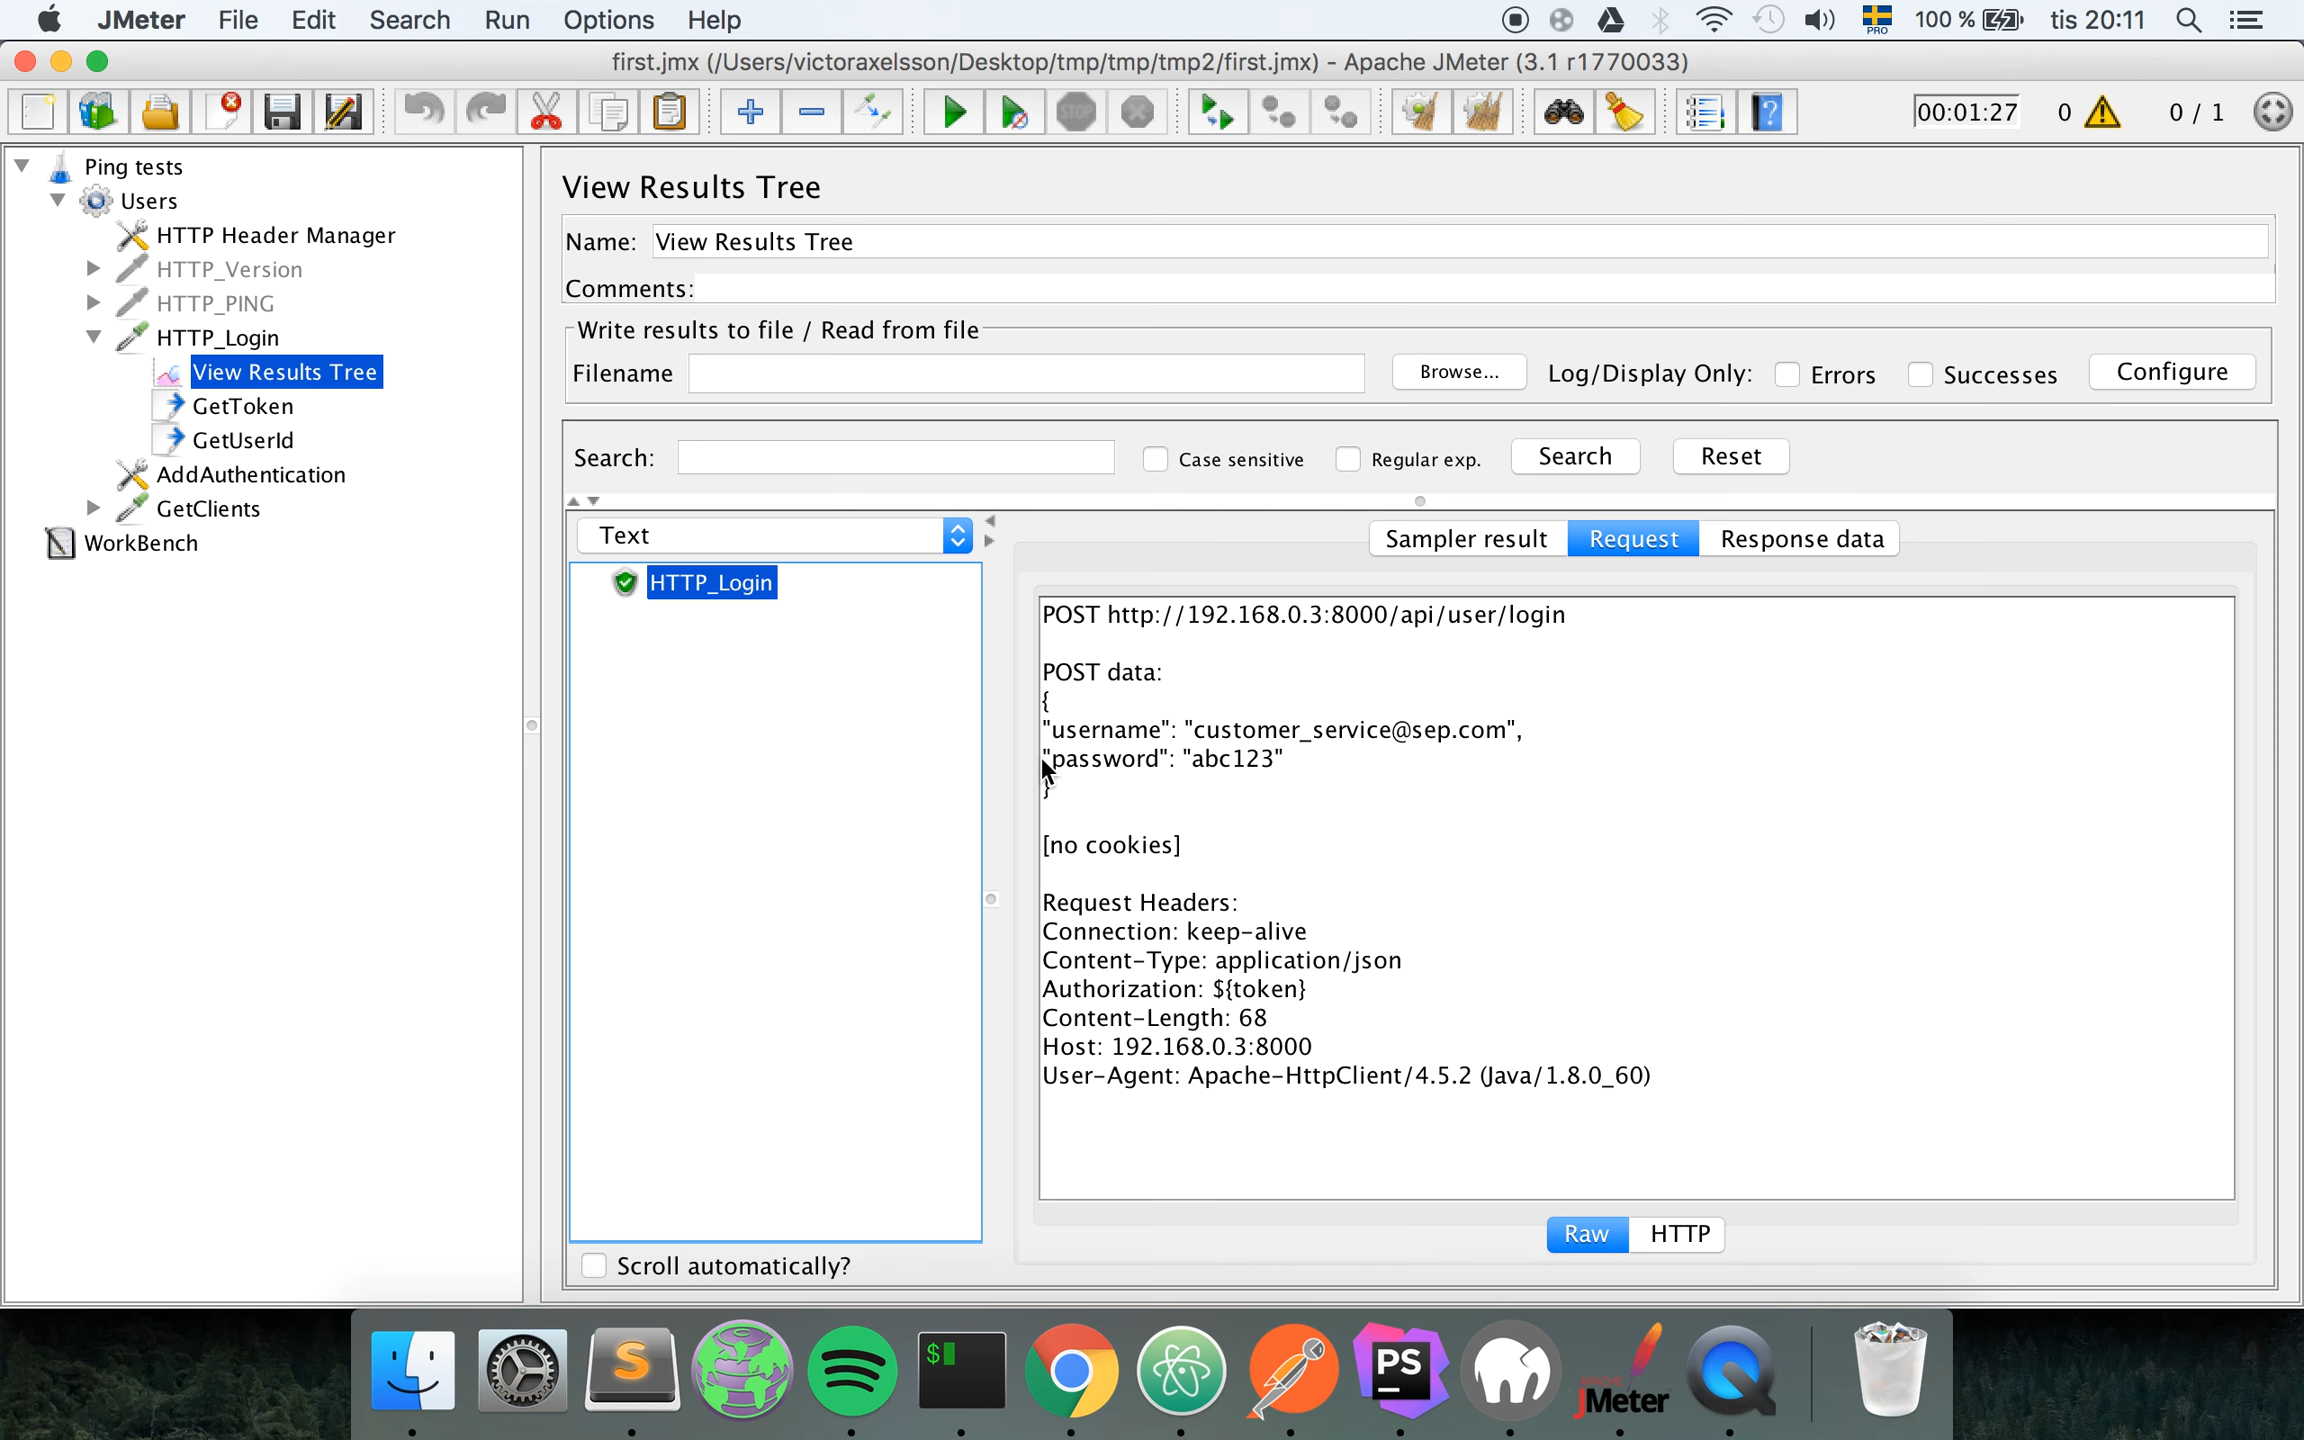 JMeter File Edit Search Run Options Help PRO 100 % tis 20:11
first.jmx (/Users/victoraxelsson/Desktop/tmp/tmp/tmp2/first.jmx) - Apache JMeter (3.1 r1770033)
STOP ? 00:01:27 0 0 / 1
Ping tests
Users
HTTP Header Manager
HTTP_Version
HTTP_PING
HTTP_Login
View Results Tree
GetToken
GetUserId
AddAuthentication
GetClients
WorkBench
View Results Tree
Name: View Results Tree
Comments:
Write results to file / Read from file
Filename Browse... Log/Display Only: Errors Successes Configure
Search: Case sensitive Regular exp. Search Reset
Text
HTTP_Login
Scroll automatically?
Sampler result Request Response data
POST http://192.168.0.3:8000/api/user/login
POST data:
{
"username": "customer_service@sep.com",
"password": "abc123"
}
[no cookies]
Request Headers:
Connection: keep-alive
Content-Type: application/json
Authorization: ${token}
Content-Length: 68
Host: 192.168.0.3:8000
User-Agent: Apache-HttpClient/4.5.2 (Java/1.8.0_60)
Raw HTTP
S $ PS JMeter